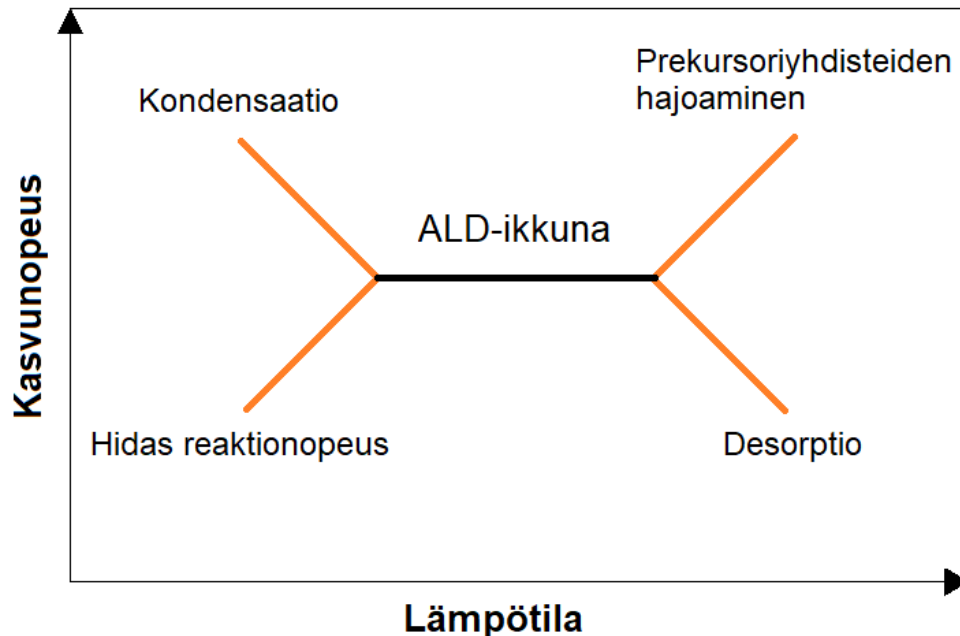 Prekursoriyhdisteiden
hajoaminen
Kondensaatio
ALD-ikkuna
Kasvunopeus
Hidas reaktionopeus
Desorptio
Lämpötila